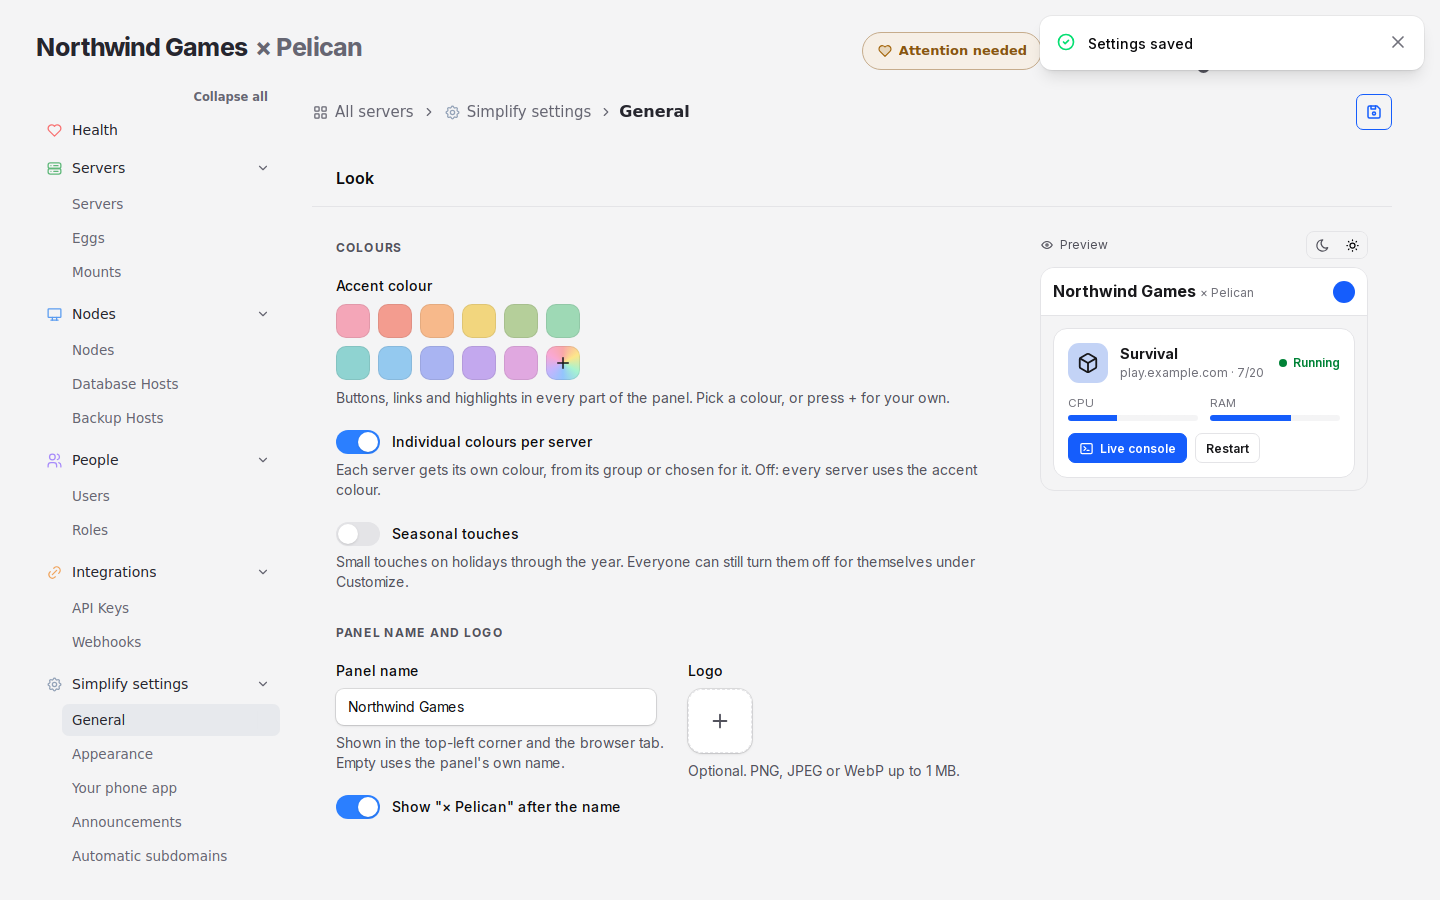 Northwind Games × Pelican
Attention needed
Settings saved
Collapse all
Health
Servers
Servers
Eggs
Mounts
Nodes
Nodes
Database Hosts
Backup Hosts
People
Users
Roles
Integrations
API Keys
Webhooks
Simplify settings
General
Appearance
Your phone app
Announcements
Automatic subdomains
All servers
Simplify settings
General
Look
COLOURS
Accent colour
Buttons, links and highlights in every part of the panel. Pick a colour, or press + for your own.
Individual colours per server
Each server gets its own colour, from its group or chosen for it. Off: every server uses the accent
colour.
Seasonal touches
Small touches on holidays through the year. Everyone can still turn them off for themselves under
Customize.
PANEL NAME AND LOGO
Panel name
Northwind Games
Shown in the top-left corner and the browser tab.
Empty uses the panel's own name.
Logo
Optional. PNG, JPEG or WebP up to 1 MB.
Show "× Pelican" after the name
Preview
Northwind Games × Pelican
Survival
play.example.com · 7/20
Running
CPU
RAM
Live console
Restart